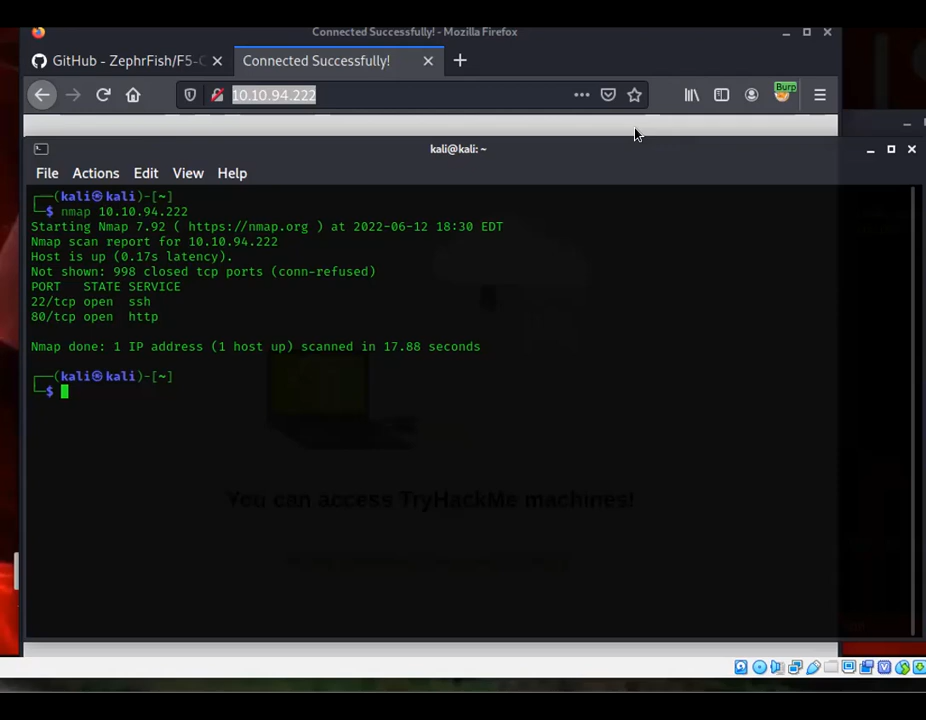 Connected Successfully! - Mozilla Firefox
GitHub - ZephrFish/F5-C
Connected Successfully!
10.10.94.222
Burp
kali@kali: ~
File Actions Edit View Help
┌──(kali㉿kali)-[~]
└─$ nmap 10.10.94.222
Starting Nmap 7.92 ( https://nmap.org ) at 2022-06-12 18:30 EDT
Nmap scan report for 10.10.94.222
Host is up (0.17s latency).
Not shown: 998 closed tcp ports (conn-refused)
PORT   STATE SERVICE
22/tcp open  ssh
80/tcp open  http
Nmap done: 1 IP address (1 host up) scanned in 17.88 seconds
┌──(kali㉿kali)-[~]
└─$
You can access TryHackMe machines!